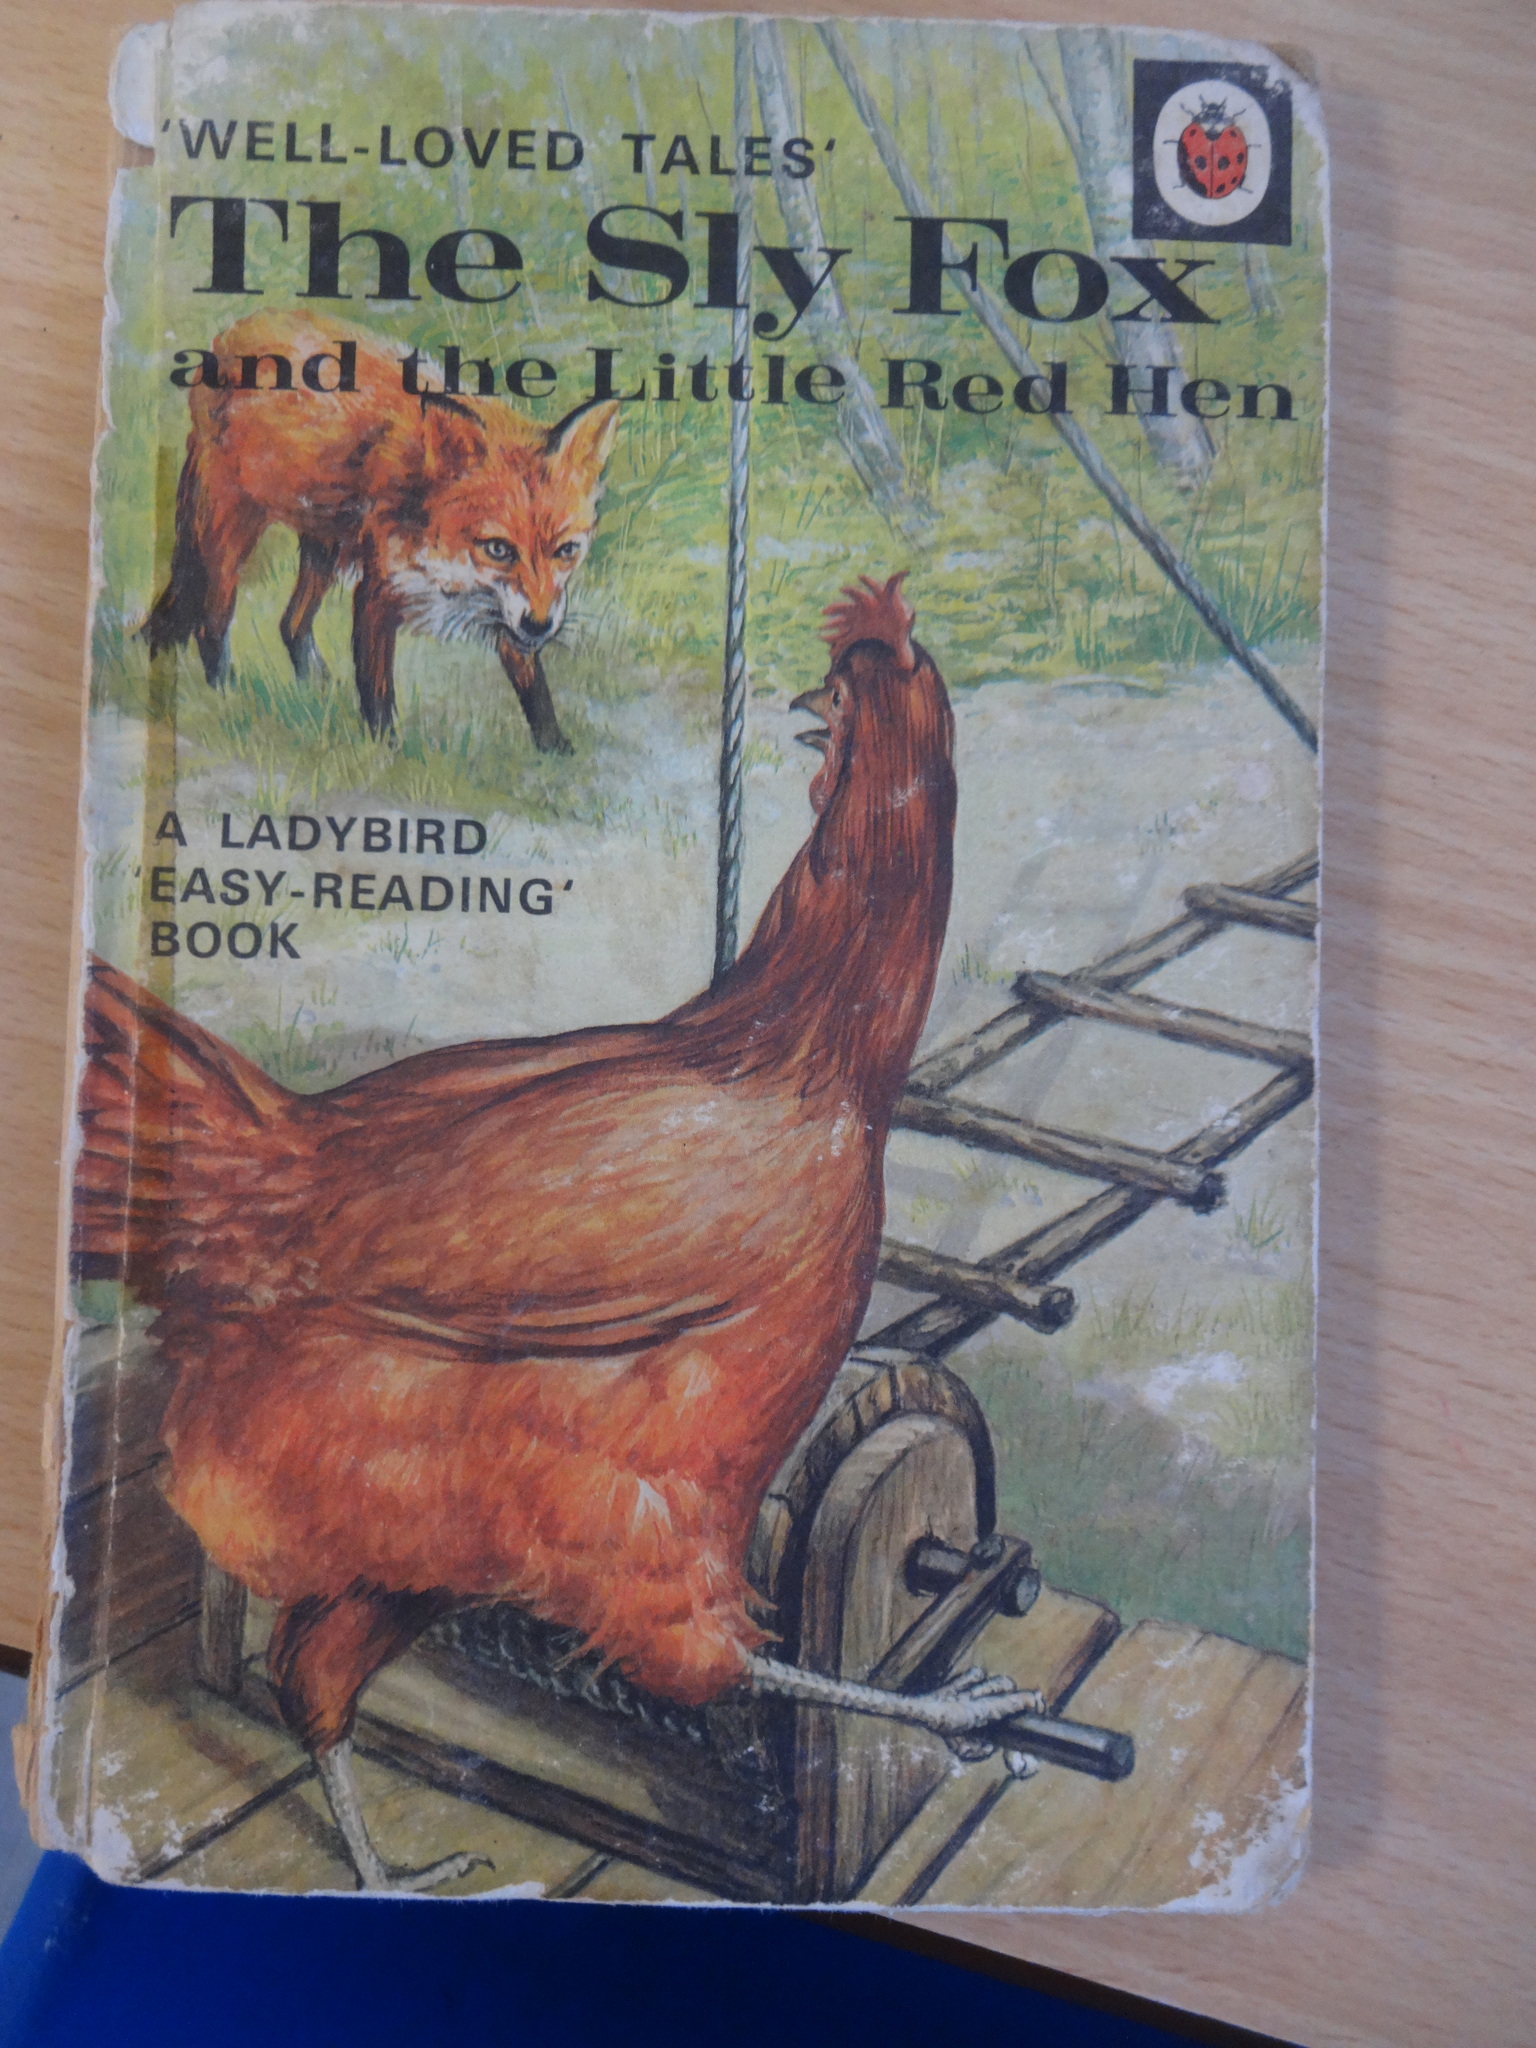 'WELL-LOVED TALES'
The Sly Fox
and the Little Red Hen
A LADYBIRD
'EASY-READING'
BOOK